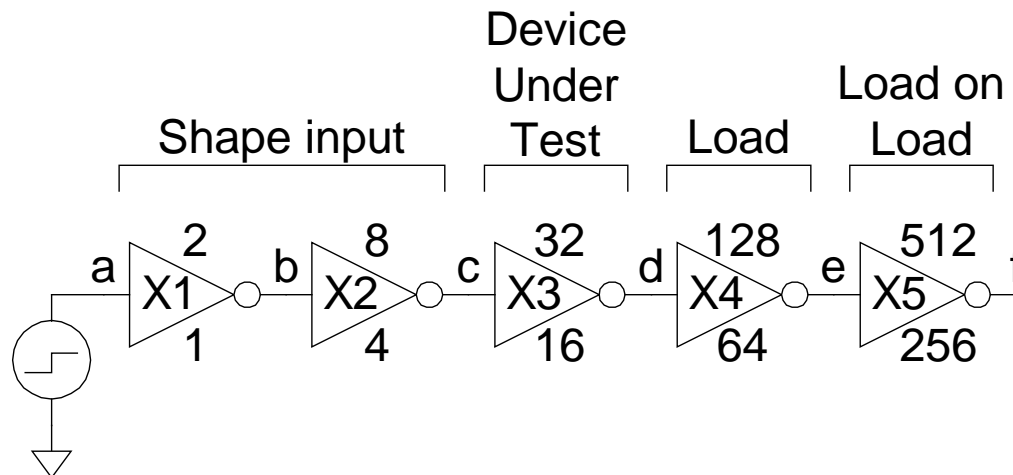 Device
Under
Test
Shape input
Load
Load on
Load
2
8
32
128
512
a
X1
b
X2
c
X3
d
X4
e
X5
1
4
16
64
256